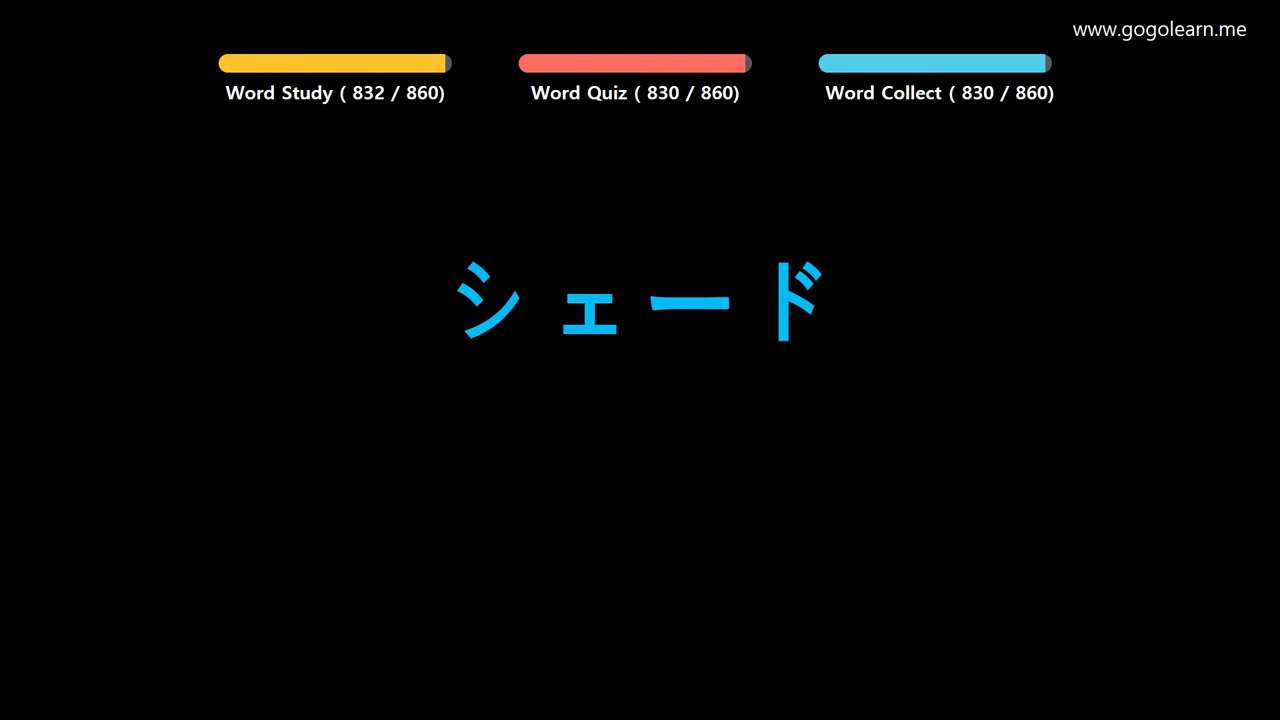 www.gogolearn.me
Word Study ( 832 / 860)
Word Quiz ( 830 / 860)
Word Collect ( 830 / 860)
シェード